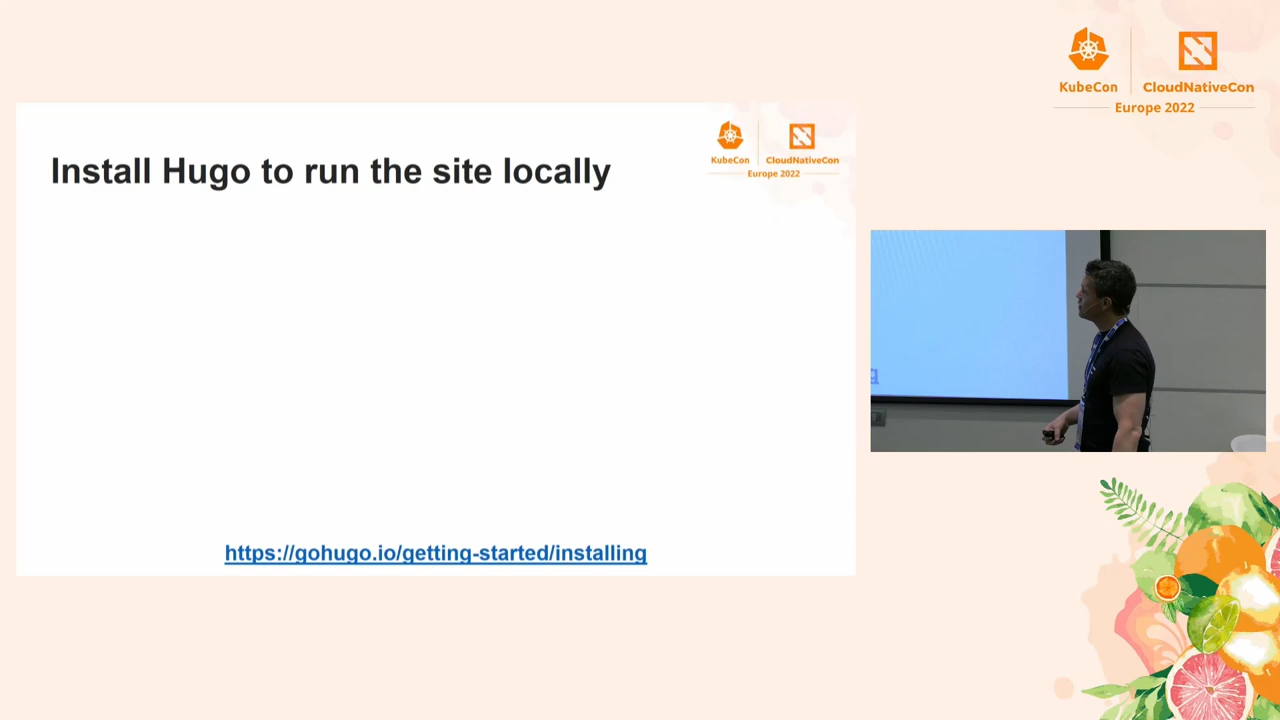 KubeCon
CloudNativeCon
Europe 2022
Install Hugo to run the site locally
KubeCon
CloudNativeCon
Europe 2022
https://gohugo.io/getting-started/installing
g